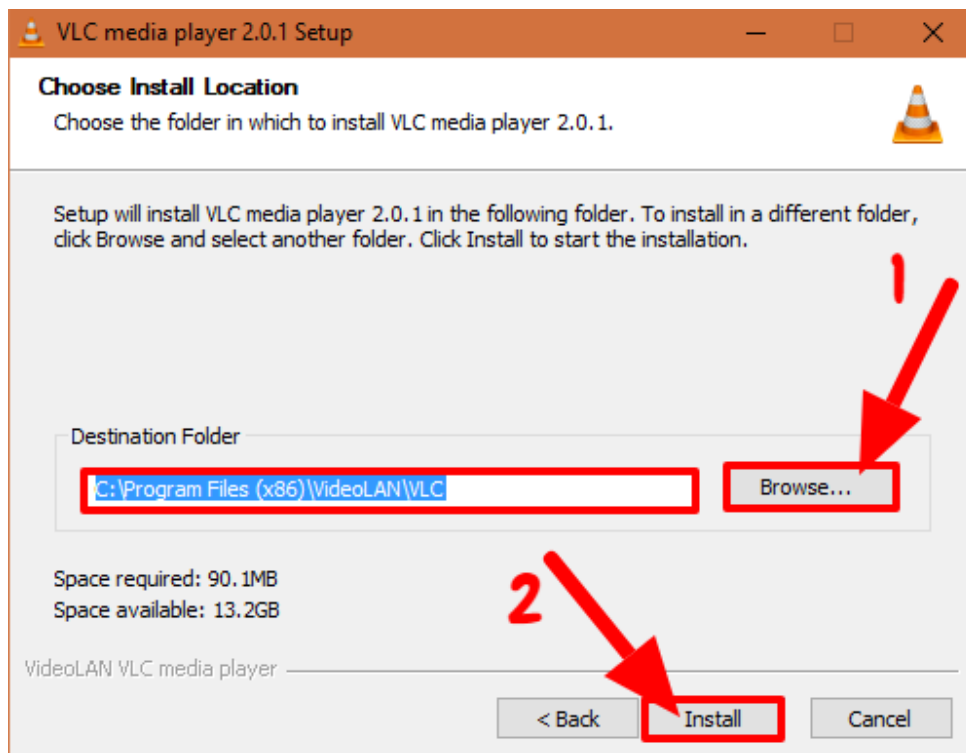 VLC media player 2.0.1 Setup
Choose Install Location
Choose the folder in which to install VLC media player 2.0.1.
Setup will install VLC media player 2.0.1 in the following folder. To install in a different folder,
click Browse and select another folder. Click Install to start the installation.
1
Destination Folder
C:\Program Files (x86)\VideoLAN\VLC
Browse...
Space required: 90.1MB
Space available: 13.2GB
2
VideoLAN VLC media player
< Back
Install
Cancel